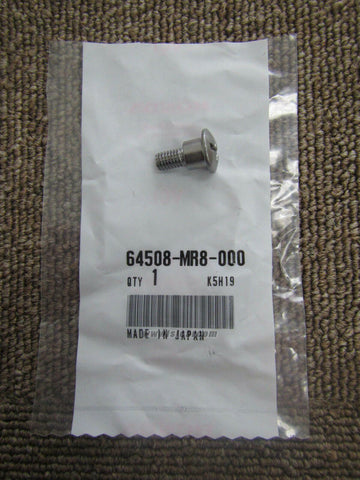 64508-MR8-000
QTY 1 K5H19
MADE IN JAPAN